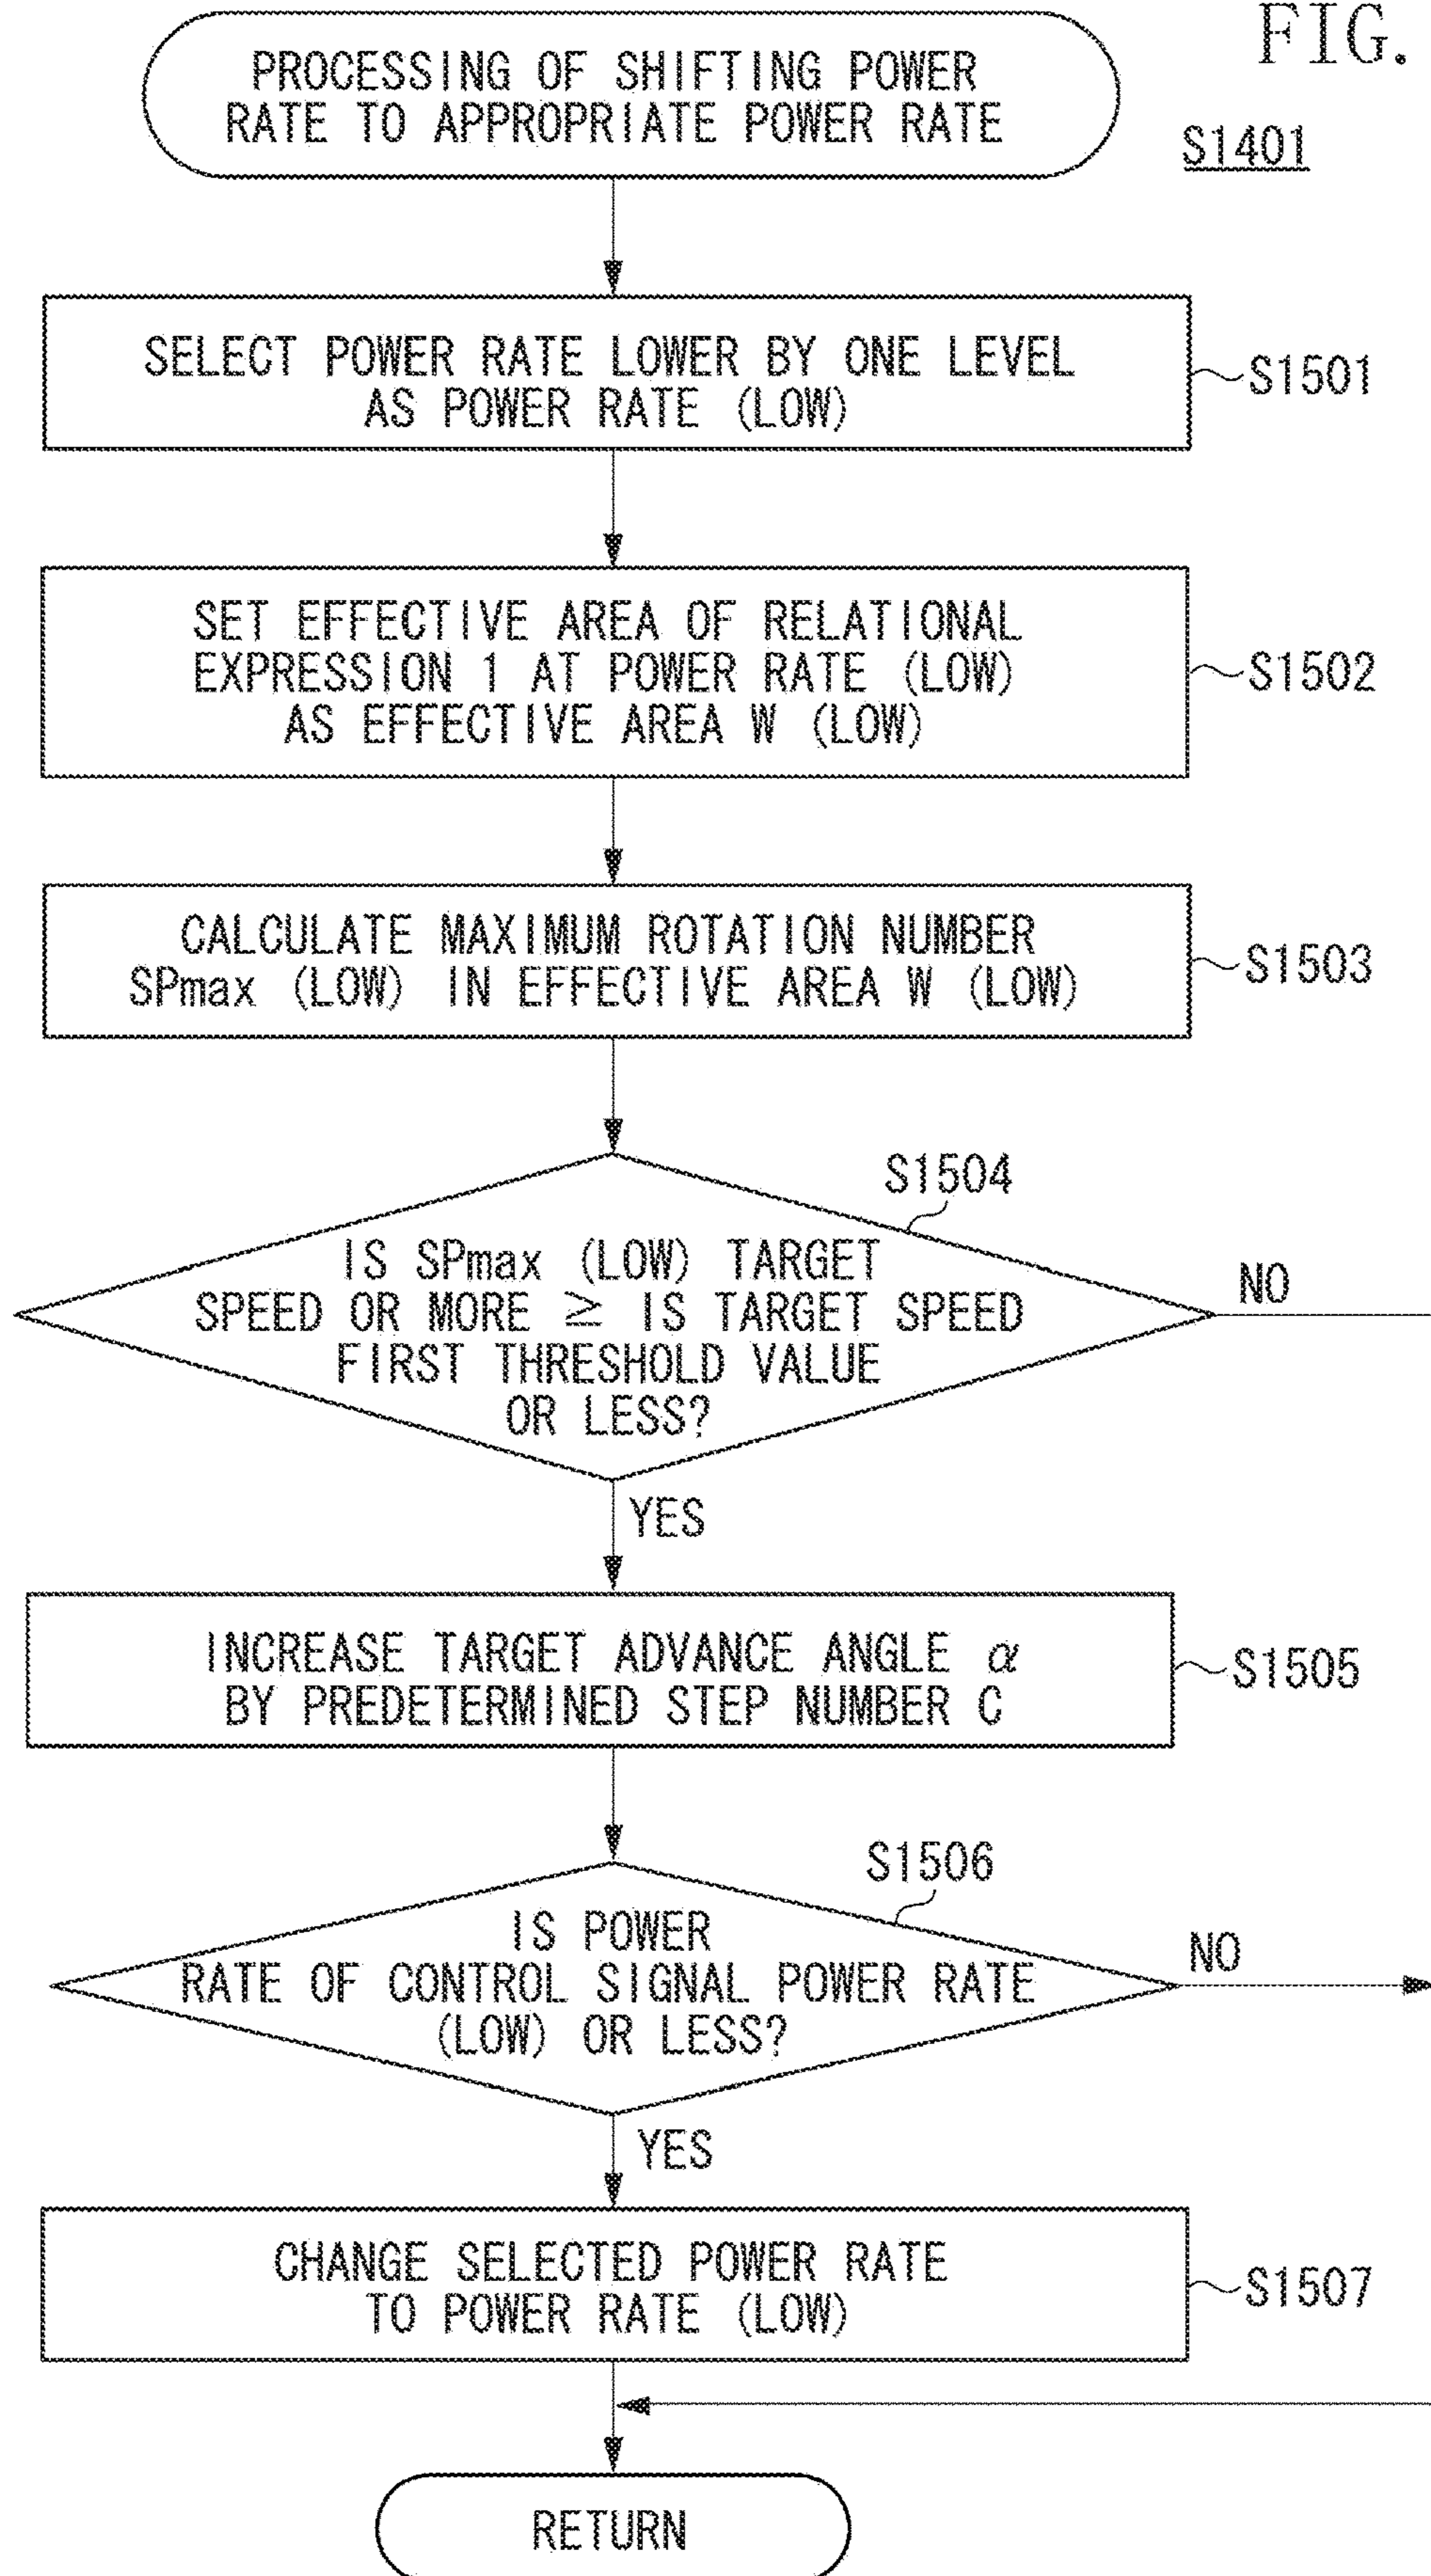 FIG.
PROCESSING OF SHIFTING POWER
RATE TO APPROPRIATE POWER RATE
S1401
SELECT POWER RATE LOWER BY ONE LEVEL
AS POWER RATE (LOW)
S1501
SET EFFECTIVE AREA OF RELATIONAL
EXPRESSION 1 AT POWER RATE (LOW)
AS EFFECTIVE AREA W (LOW)
S1502
CALCULATE MAXIMUM ROTATION NUMBER
SPmax (LOW) IN EFFECTIVE AREA W (LOW)
S1503
S1504
IS SPmax (LOW) TARGET
SPEED OR MORE ≧ IS TARGET SPEED
FIRST THRESHOLD VALUE
OR LESS?
NO
YES
INCREASE TARGET ADVANCE ANGLE α
BY PREDETERMINED STEP NUMBER C
S1505
S1506
IS POWER
RATE OF CONTROL SIGNAL POWER RATE
(LOW) OR LESS?
NO
YES
CHANGE SELECTED POWER RATE
TO POWER RATE (LOW)
S1507
RETURN